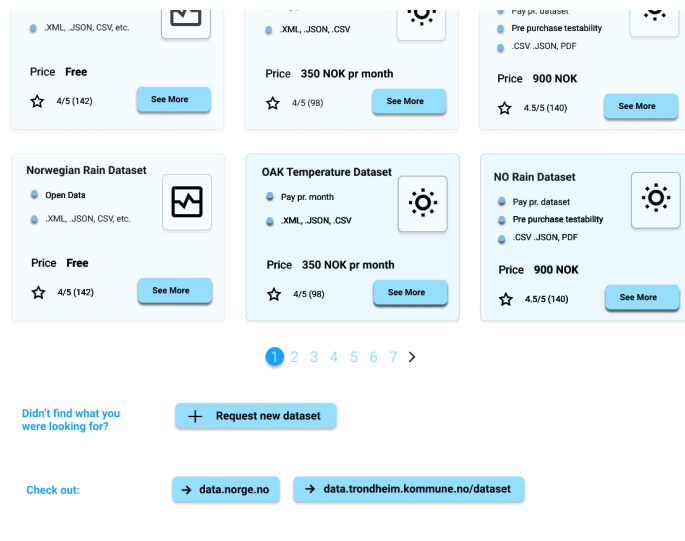 .XML, .JSON, CSV, etc.
Price Free
4/5 (142)
See More
.XML, .JSON, .CSV
Price 350 NOK pr month
4/5 (98)
See More
Pay pr. dataset
Pre purchase testability
.CSV .JSON, PDF
Price 900 NOK
4.5/5 (140)
See More
Norwegian Rain Dataset
Open Data
.XML, .JSON, CSV, etc.
Price Free
4/5 (142)
See More
OAK Temperature Dataset
Pay pr. month
.XML, .JSON, .CSV
Price 350 NOK pr month
4/5 (98)
See More
NO Rain Dataset
Pay pr. dataset
Pre purchase testability
.CSV .JSON, PDF
Price 900 NOK
4.5/5 (140)
See More
1 2 3 4 5 6 7
Didn't find what you
were looking for?
Request new dataset
Check out:
data.norge.no
data.trondheim.kommune.no/dataset